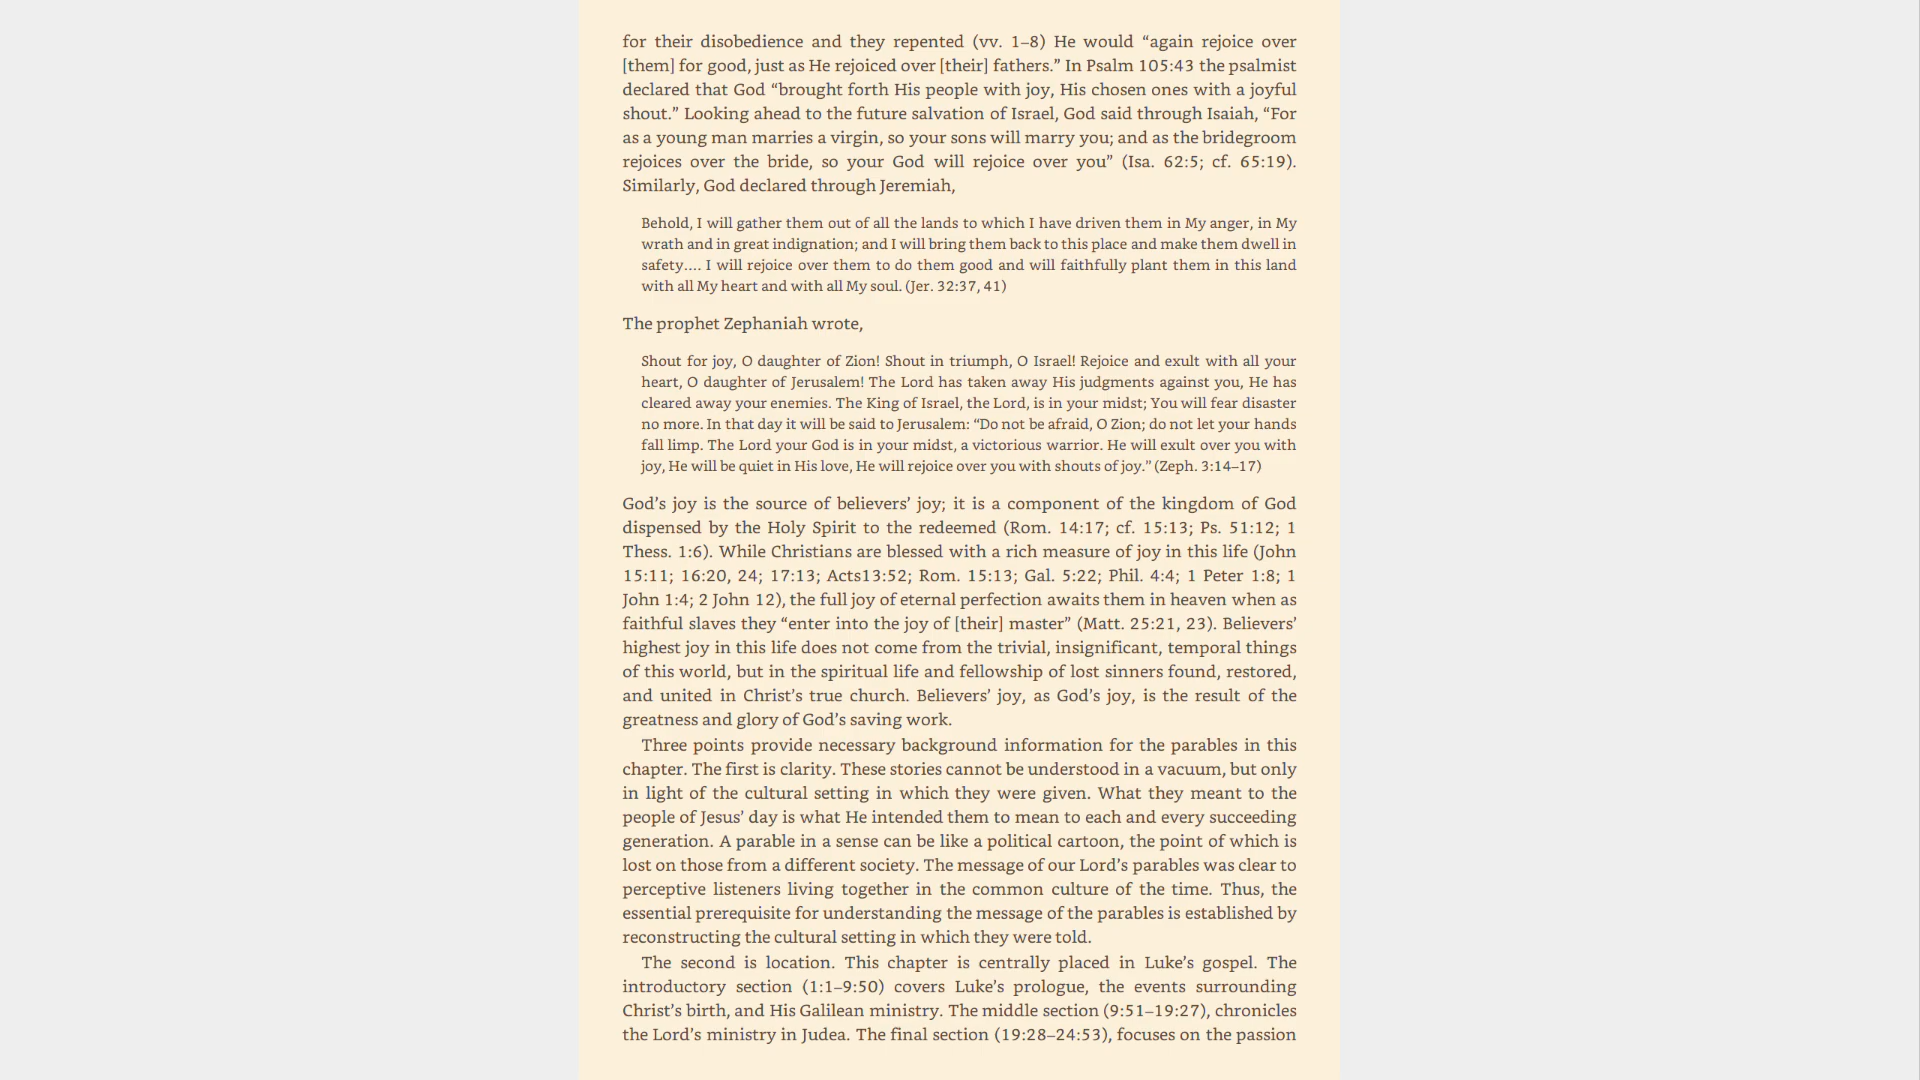 for their disobedience and they repented (vv. 1–8) He would “again rejoice over
[them] for good, just as He rejoiced over [their] fathers.” In Psalm 105:43 the psalmist
declared that God “brought forth His people with joy, His chosen ones with a joyful
shout.” Looking ahead to the future salvation of Israel, God said through Isaiah, “For
as a young man marries a virgin, so your sons will marry you; and as the bridegroom
rejoices over the bride, so your God will rejoice over you” (Isa. 62:5; cf. 65:19).
Similarly, God declared through Jeremiah,
Behold, I will gather them out of all the lands to which I have driven them in My anger, in My
wrath and in great indignation; and I will bring them back to this place and make them dwell in
safety.... I will rejoice over them to do them good and will faithfully plant them in this land
with all My heart and with all My soul. (Jer. 32:37, 41)
The prophet Zephaniah wrote,
Shout for joy, O daughter of Zion! Shout in triumph, O Israel! Rejoice and exult with all your
heart, O daughter of Jerusalem! The Lord has taken away His judgments against you, He has
cleared away your enemies. The King of Israel, the Lord, is in your midst; You will fear disaster
no more. In that day it will be said to Jerusalem: “Do not be afraid, O Zion; do not let your hands
fall limp. The Lord your God is in your midst, a victorious warrior. He will exult over you with
joy, He will be quiet in His love, He will rejoice over you with shouts of joy.” (Zeph. 3:14–17)
God’s joy is the source of believers’ joy; it is a component of the kingdom of God
dispensed by the Holy Spirit to the redeemed (Rom. 14:17; cf. 15:13; Ps. 51:12; 1
Thess. 1:6). While Christians are blessed with a rich measure of joy in this life (John
15:11; 16:20, 24; 17:13; Acts13:52; Rom. 15:13; Gal. 5:22; Phil. 4:4; 1 Peter 1:8; 1
John 1:4; 2 John 12), the full joy of eternal perfection awaits them in heaven when as
faithful slaves they “enter into the joy of [their] master” (Matt. 25:21, 23). Believers’
highest joy in this life does not come from the trivial, insignificant, temporal things
of this world, but in the spiritual life and fellowship of lost sinners found, restored,
and united in Christ’s true church. Believers’ joy, as God’s joy, is the result of the
greatness and glory of God’s saving work.
Three points provide necessary background information for the parables in this
chapter. The first is clarity. These stories cannot be understood in a vacuum, but only
in light of the cultural setting in which they were given. What they meant to the
people of Jesus’ day is what He intended them to mean to each and every succeeding
generation. A parable in a sense can be like a political cartoon, the point of which is
lost on those from a different society. The message of our Lord’s parables was clear to
perceptive listeners living together in the common culture of the time. Thus, the
essential prerequisite for understanding the message of the parables is established by
reconstructing the cultural setting in which they were told.
The second is location. This chapter is centrally placed in Luke’s gospel. The
introductory section (1:1–9:50) covers Luke’s prologue, the events surrounding
Christ’s birth, and His Galilean ministry. The middle section (9:51–19:27), chronicles
the Lord’s ministry in Judea. The final section (19:28–24:53), focuses on the passion